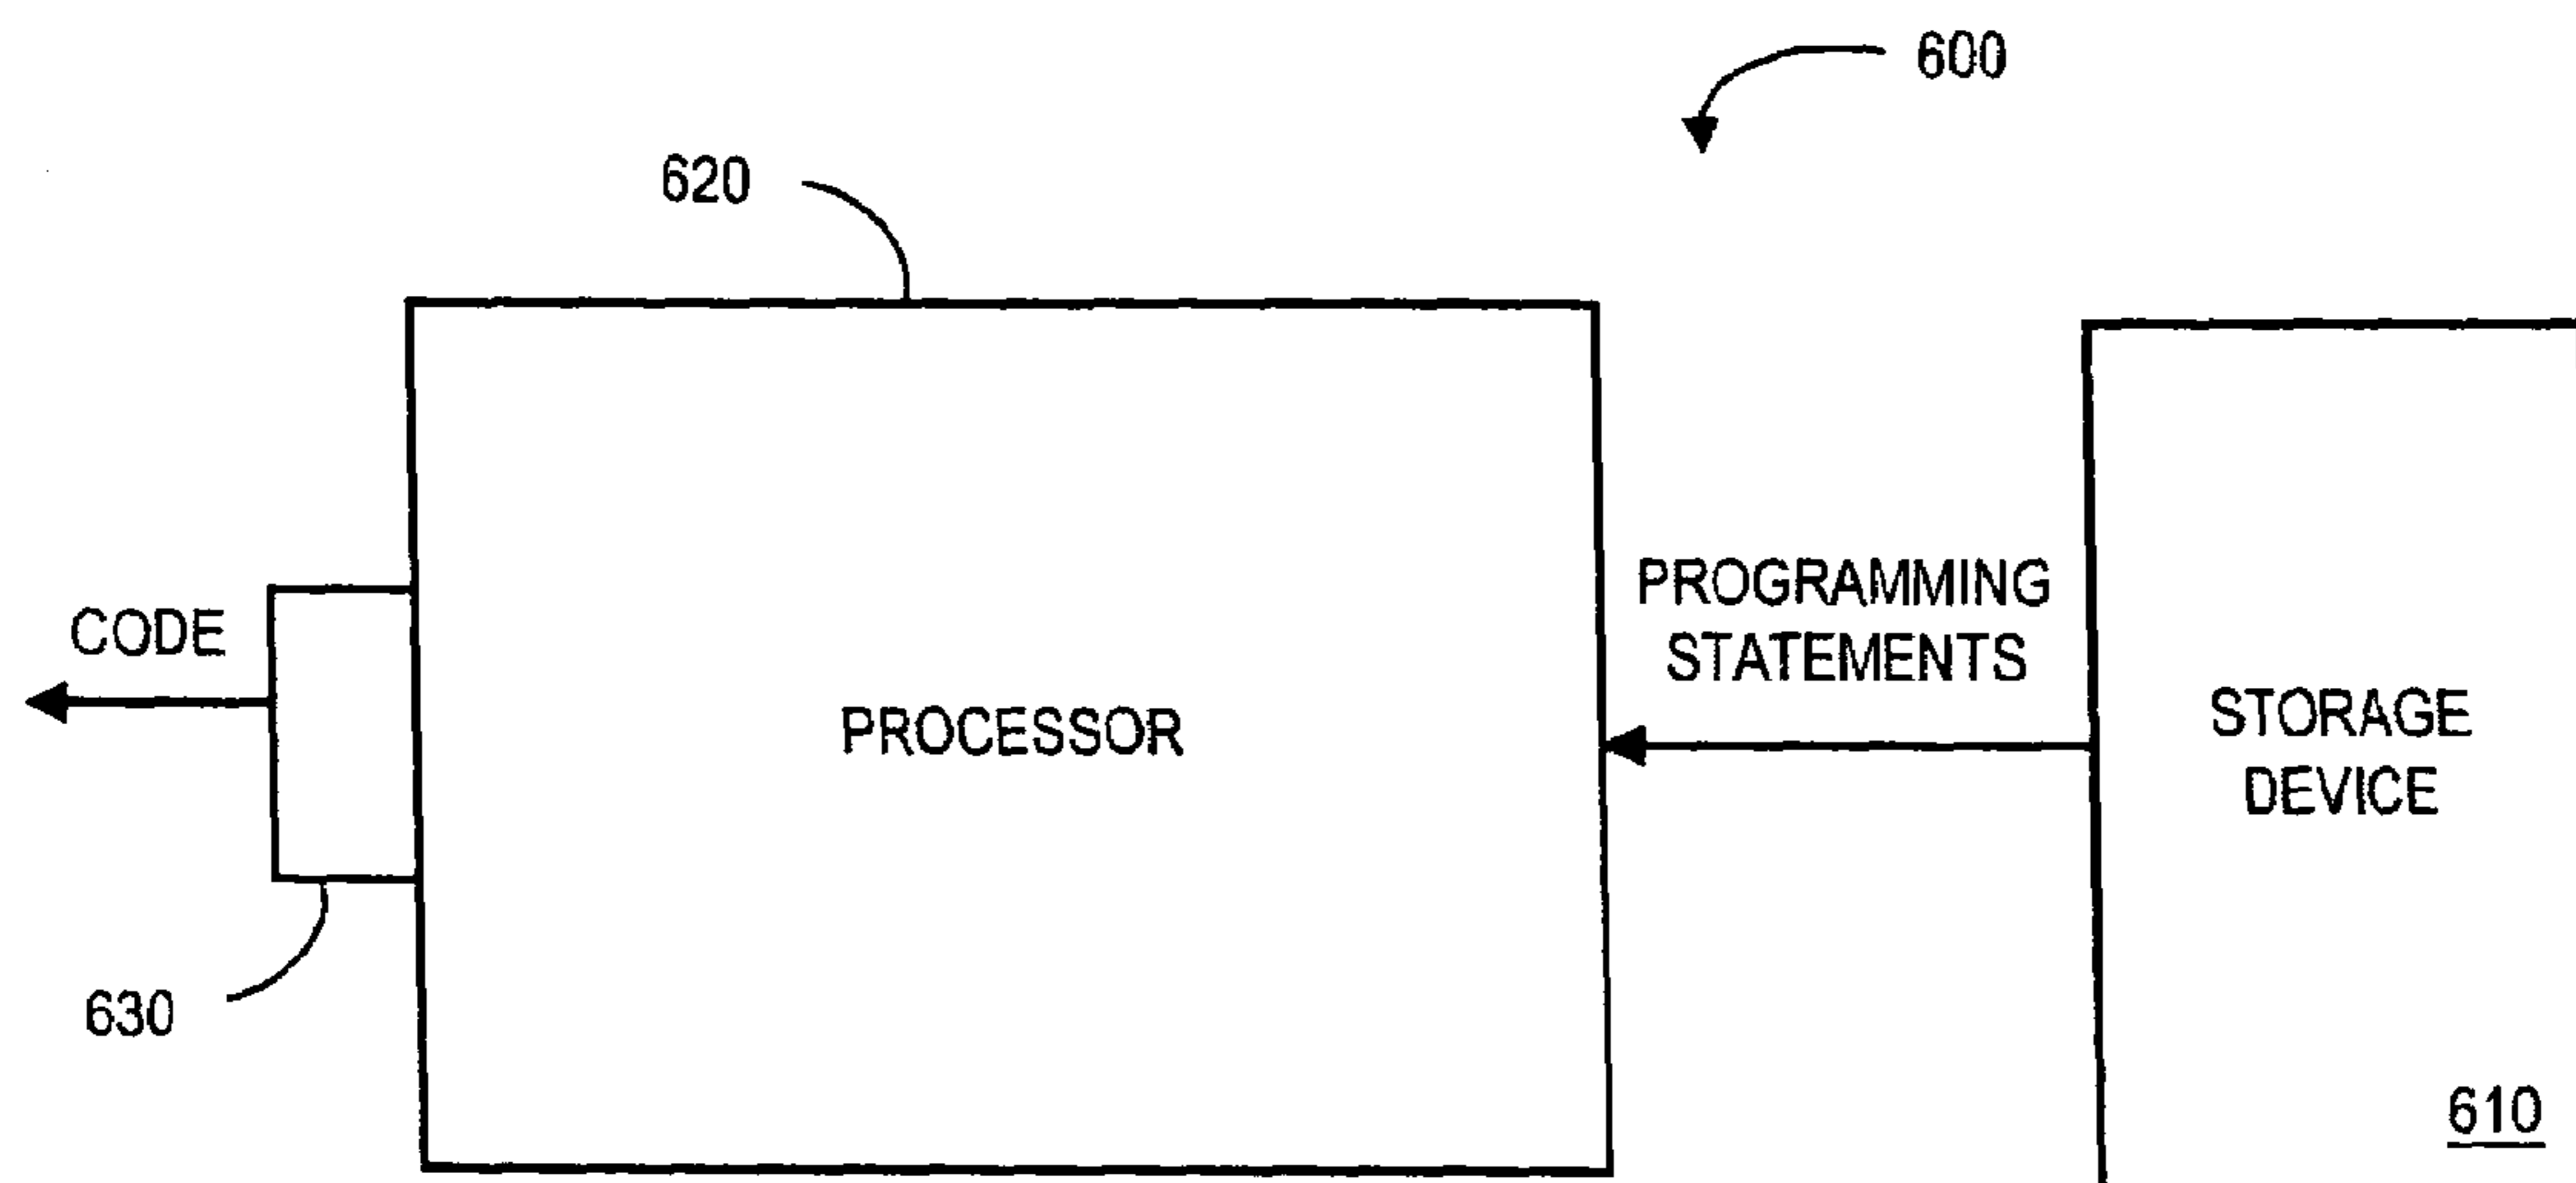 600
620
PROGRAMMING
STATEMENTS
CODE
PROCESSOR
STORAGE
DEVICE
630
610